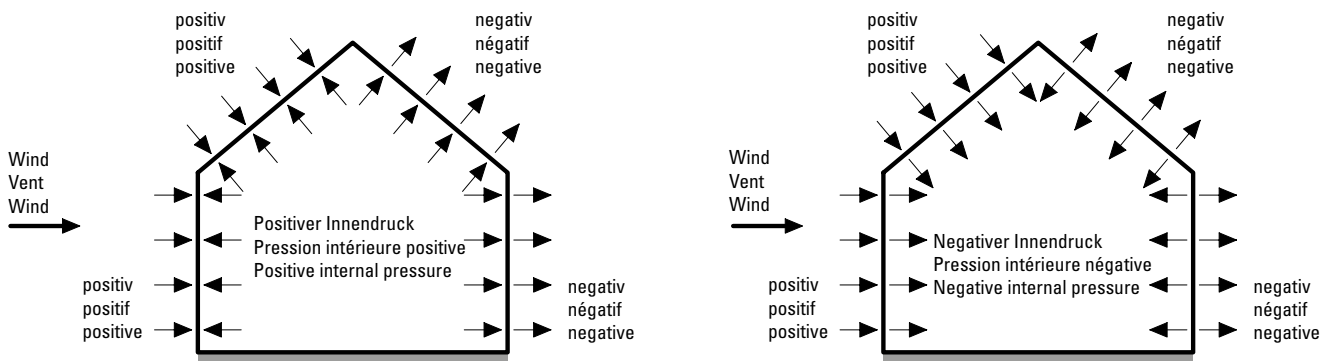 positiv
positif
positive
negativ
négatif
negative
Wind
Vent
Wind
Positiver Innendruck
Pression intérieure positive
Positive internal pressure
positiv
positif
positive
negativ
négatif
negative
positiv
positif
positive
negativ
négatif
negative
Wind
Vent
Wind
Negativer Innendruck
Pression intérieure négative
Negative internal pressure
positiv
positif
positive
negativ
négatif
negative